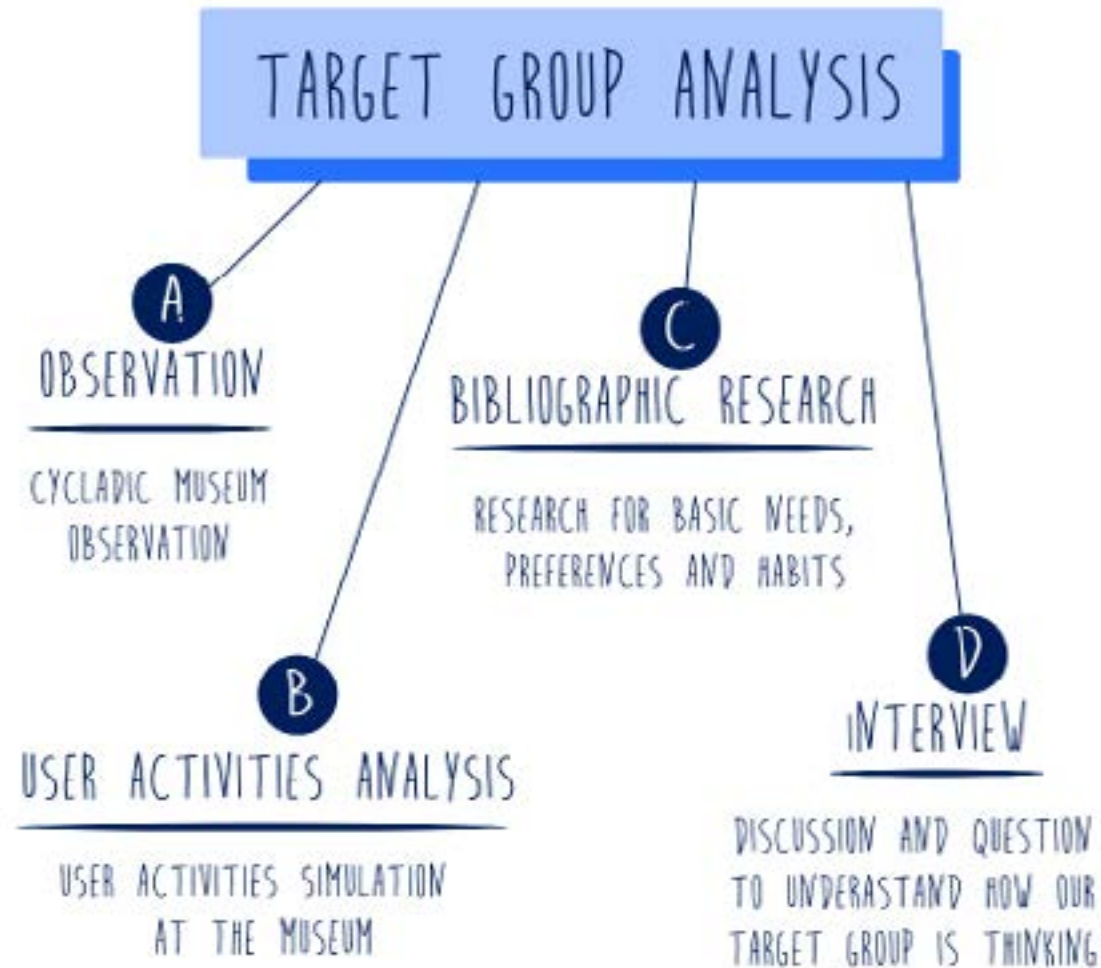 TARGET GROUP ANALYSIS
A
OBSERVATION
CYCLADIC MUSEUM
OBSERVATION
B
USER ACTIVITIES ANALYSIS
USER ACTIVITIES SIMULATION
AT THE MUSEUM
C
BIBLIOGRAPHIC RESEARCH
RESEARCH FOR BASIC NEEDS,
PREFERENCES AND HABITS
D
INTERVIEW
DISCUSSION AND QUESTION
TO UNDERASTAND HOW OUR
TARGET GROUP IS THINKING